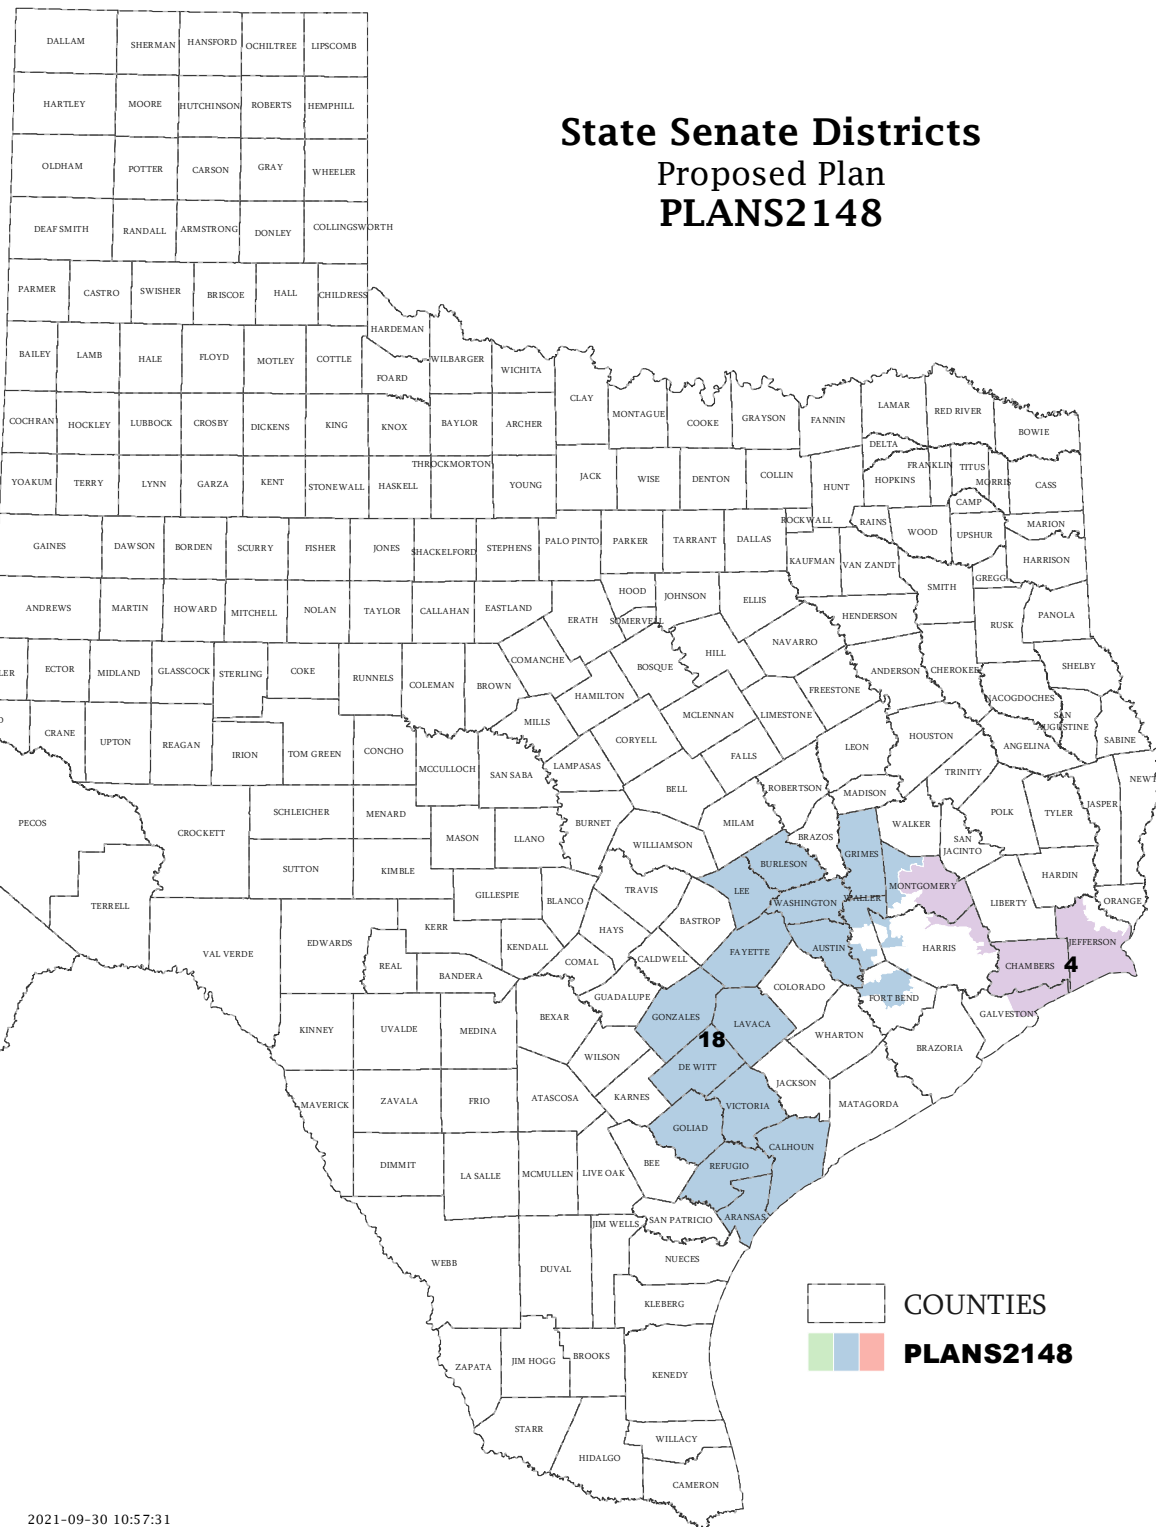 State Senate Districts
Proposed Plan
PLANS2148
DALLAM SHERMAN HANSFORD OCHILTREE LIPSCOMB
HARTLEY MOORE HUTCHINSON ROBERTS HEMPHILL
OLDHAM POTTER CARSON GRAY WHEELER
DEAF SMITH RANDALL ARMSTRONG DONLEY COLLINGSWORTH
PARMER CASTRO SWISHER BRISCOE HALL CHILDRESS
HARDEMAN
BAILEY LAMB HALE FLOYD MOTLEY COTTLE WILBARGER WICHITA
FOARD CLAY
COCHRAN HOCKLEY LUBBOCK CROSBY DICKENS KING KNOX BAYLOR ARCHER MONTAGUE COOKE GRAYSON FANNIN LAMAR RED RIVER BOWIE
DELTA
THROCKMORTON FRANKLIN TITUS
YOAKUM TERRY LYNN GARZA KENT STONEWALL HASKELL YOUNG JACK WISE DENTON COLLIN HUNT HOPKINS MORRIS CASS
CAMP
ROCKWALL RAINS WOOD UPSHUR MARION
GAINES DAWSON BORDEN SCURRY FISHER JONES SHACKELFORD STEPHENS PALO PINTO PARKER TARRANT DALLAS
KAUFMAN VAN ZANDT SMITH GREGG HARRISON
ANDREWS MARTIN HOWARD MITCHELL NOLAN TAYLOR CALLAHAN EASTLAND ERATH HOOD JOHNSON ELLIS
SOMERVELL HENDERSON RUSK PANOLA
NAVARRO
LER ECTOR MIDLAND GLASSCOCK STERLING COKE RUNNELS COLEMAN BROWN COMANCHE BOSQUE HILL ANDERSON CHEROKEE SHELBY
HAMILTON FREESTONE NACOGDOCHES
CRANE UPTON REAGAN IRION TOM GREEN CONCHO MILLS CORYELL MCLENNAN LIMESTONE SAN
AUGUSTINE
SABINE
LEON HOUSTON ANGELINA
MCCULLOCH SAN SABA LAMPASAS FALLS TRINITY NEWT
BELL ROBERTSON MADISON
PECOS CROCKETT SCHLEICHER MENARD MASON LLANO BURNET MILAM BRAZOS WALKER SAN
JACINTO
POLK TYLER JASPER
WILLIAMSON
SUTTON KIMBLE BURLESON GRIMES HARDIN
TERRELL GILLESPIE BLANCO TRAVIS LEE WASHINGTON WALLER MONTGOMERY LIBERTY ORANGE
VAL VERDE EDWARDS KERR KENDALL HAYS BASTROP FAYETTE AUSTIN HARRIS JEFFERSON
REAL BANDERA COMAL CALDWELL CHAMBERS 4
GUADALUPE COLORADO FORT BEND
KINNEY UVALDE MEDINA BEXAR GONZALES LAVACA WHARTON GALVESTON
18
WILSON DE WITT BRAZORIA
MAVERICK ZAVALA FRIO ATASCOSA KARNES VICTORIA JACKSON MATAGORDA
GOLIAD CALHOUN
DIMMIT LA SALLE MCMULLEN LIVE OAK BEE REFUGIO
JIM WELLS SAN PATRICIO ARANSAS
WEBB DUVAL NUECES
KLEBERG
ZAPATA JIM HOGG BROOKS KENEDY
STARR HIDALGO WILLACY
CAMERON
COUNTIES
PLANS2148
2021-09-30 10:57:31